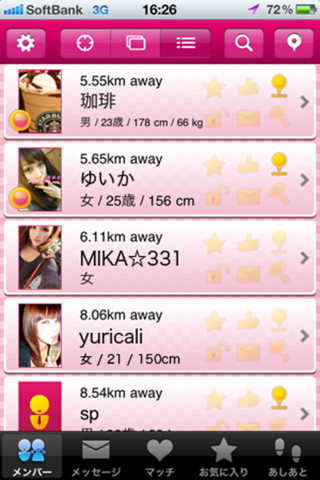 SoftBank 3G 16:26 72%
5.55km away
珈琲
男 / 23歳 / 178 cm / 66 kg
5.65km away
ゆいか
女 / 25歳 / 156 cm
6.11km away
MIKA☆331
女
8.06km away
yuricali
女 / 21 / 150cm
8.54km away
sp
メンバー メッセージ マッチ お気に入り あしあと